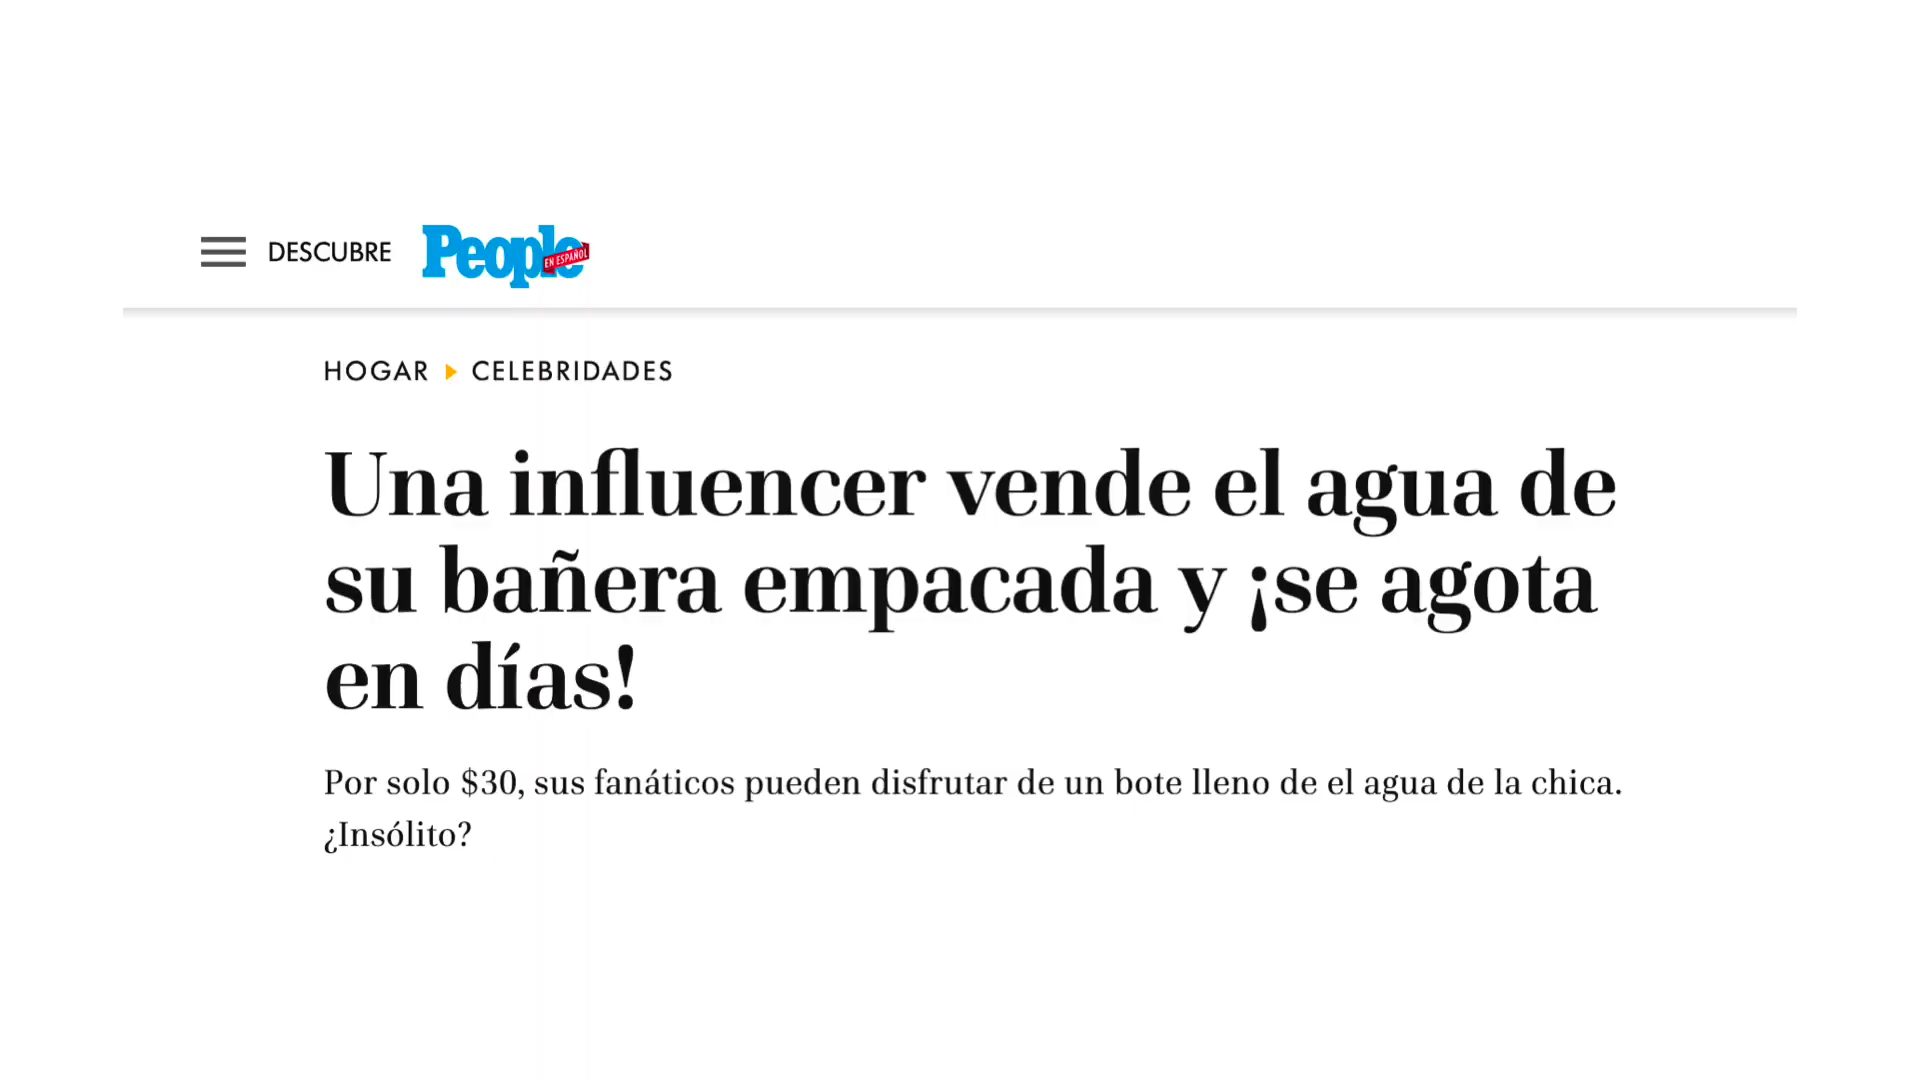 DESCUBRE
People
EN ESPAÑOL
HOGAR CELEBRIDADES
Una influencer vende el agua de
su bañera empacada y ¡se agota
en días!
Por solo $30, sus fanáticos pueden disfrutar de un bote lleno de el agua de la chica.
¿Insólito?